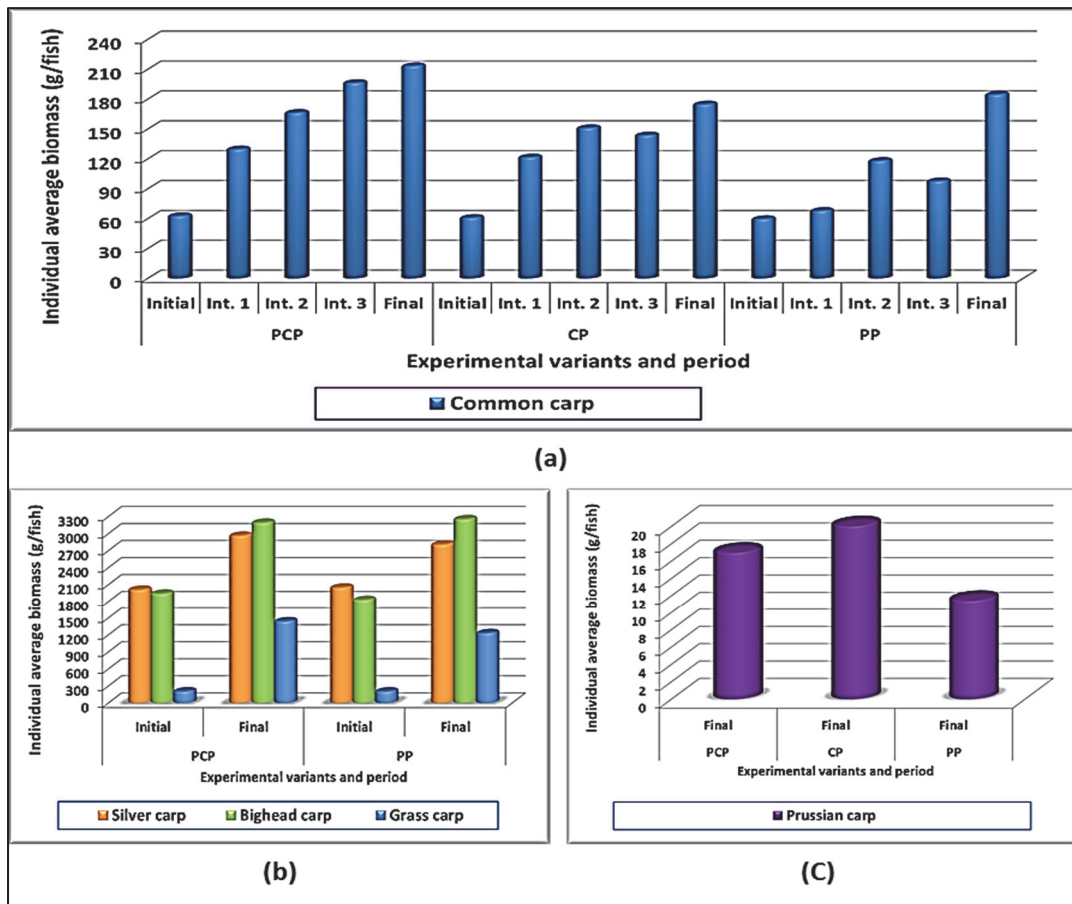 Individual average biomass (g/fish)
240
210
180
150
120
90
60
30
0
Initial Int. 1 Int. 2 Int. 3 Final Initial Int. 1 Int. 2 Int. 3 Final Initial Int. 1 Int. 2 Int. 3 Final
PCP CP PP
Experimental variants and period
Common carp
(a)
Individual average biomass (g/fish)
3300
3000
2700
2400
2100
1800
1500
1200
900
600
300
0
Initial Final Initial Final
PCP PP
Experimental variants and period
Silver carp Bighead carp Grass carp
(b)
Individual average biomass (g/fish)
20
18
16
14
12
10
8
6
4
2
0
Final Final Final
PCP CP PP
Experimental variants and period
Prussian carp
(C)